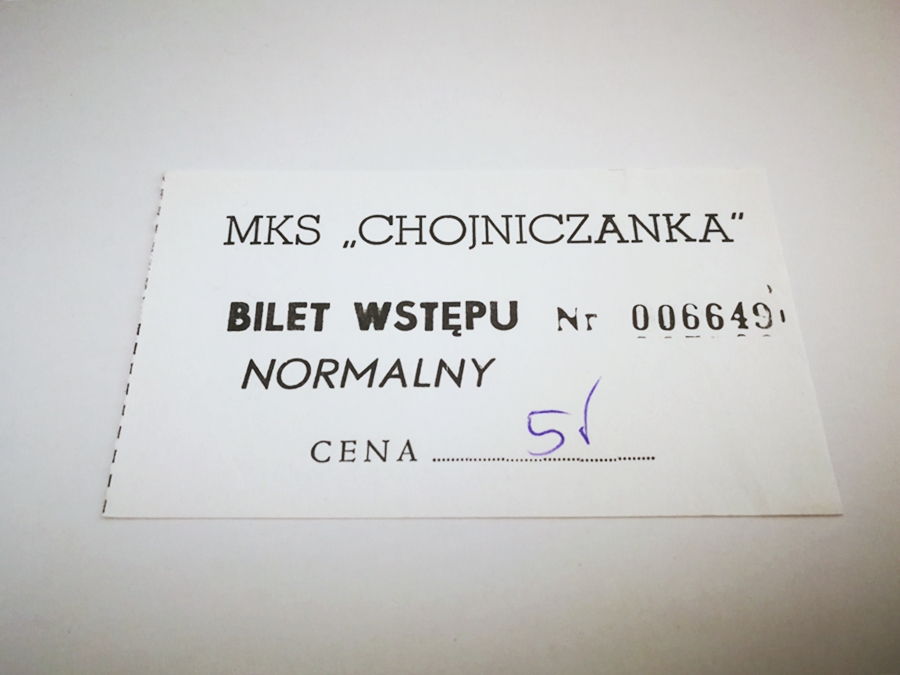 MKS „CHOJNICZANKA"
BILET WSTĘPU Nr 006649
NORMALNY
CENA .................... 5